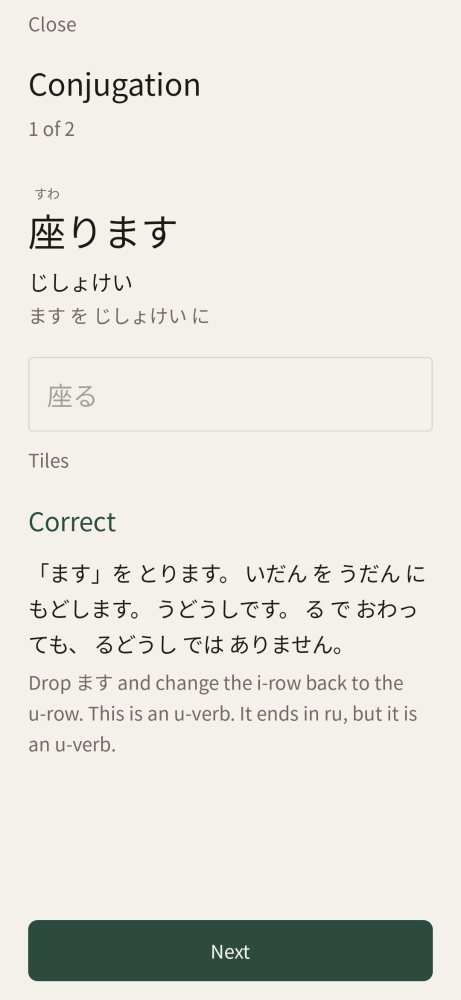 Close
Conjugation
1 of 2
すわ
座ります
じしょけい
ます を じしょけい に
座る
Tiles
Correct
「ます」を とります。 いだん を うだん に
もどします。 うどうしです。 る で おわっ
ても、 るどうし では ありません。
Drop ます and change the i-row back to the
u-row. This is an u-verb. It ends in ru, but it is
an u-verb.
Next